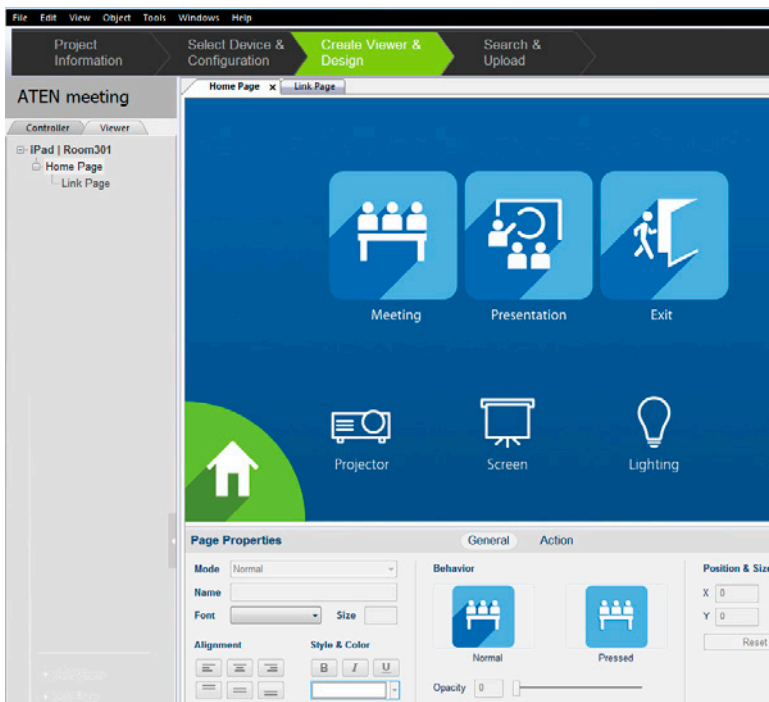 File Edit View Object Tools Windows Help
Project Information
Select Device & Configuration
Create Viewer & Design
Search & Upload
ATEN meeting
Home Page x Link Page
Controller Viewer
iPad | Room301
Home Page
Link Page
Meeting Presentation Exit
Projector Screen Lighting
Page Properties General Action
Mode Normal
Behavior
Position & Size
Name
X 0
Font Size
Y 0
Reset
Alignment Style & Color
B I U
Normal Pressed
Opacity 0